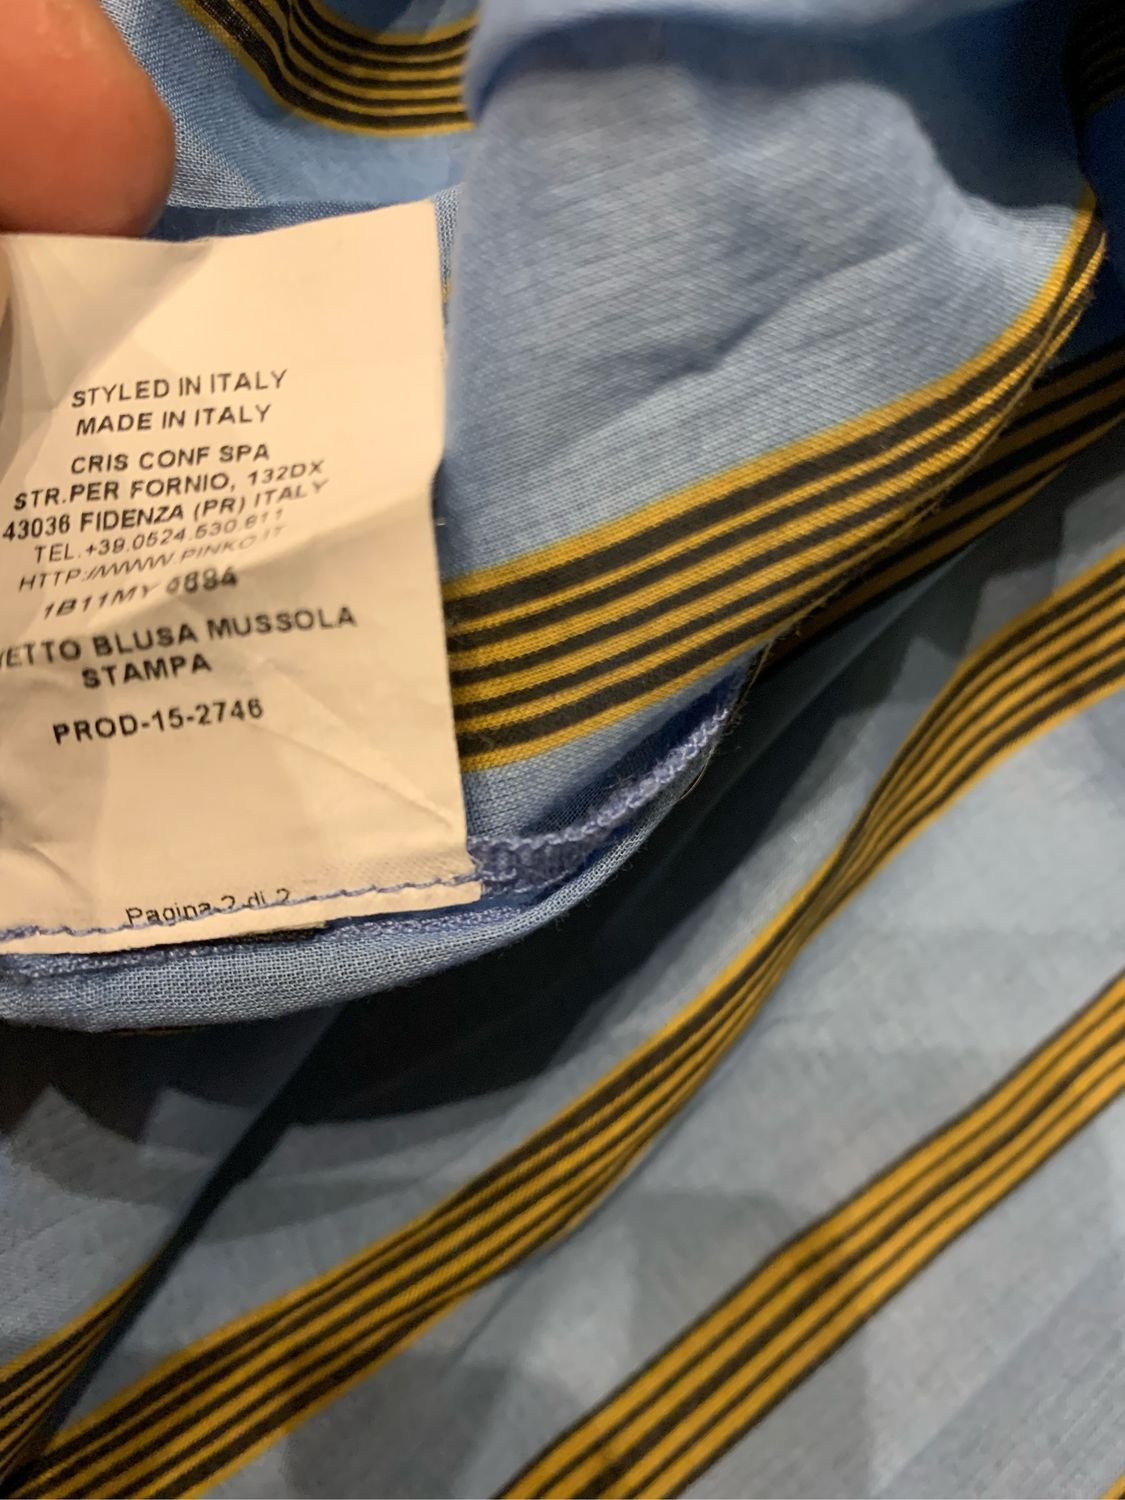 STYLED IN ITALY
MADE IN ITALY
CRIS CONF SPA
STR.PER FORNIO, 132DX
43036 FIDENZA (PR) ITALY
TEL.+39.0524.530.611
HTTP://WWW.PINKO.IT
1B11MY
BLUSA MUSSOLA
STAMPA
PROD-15-2746
Pagina 2 di 2